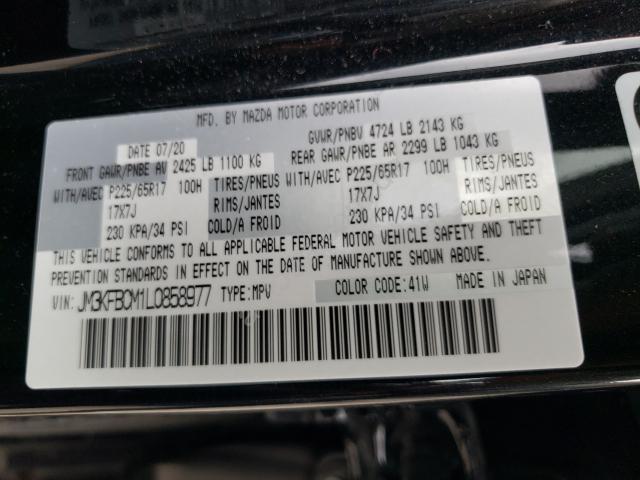 MFD. BY MAZDA MOTOR CORPORATION
DATE 07/20 GVWR/PNBV 4724 LB 2143 KG
FRONT GAWR/PNBE AV 2425 LB 1100 KG REAR GAWR/PNBE AR 2299 LB 1043 KG
WITH/AVEC P225/65R17 100H TIRES/PNEUS WITH/AVEC P225/65R17 100H TIRES/PNEUS
17X7J RIMS/JANTES 17X7J RIMS/JANTES
230 KPA/34 PSI COLD/A FROID 230 KPA/34 PSI COLD/A FROID
THIS VEHICLE CONFORMS TO ALL APPLICABLE FEDERAL MOTOR VEHICLE SAFETY AND THEFT
PREVENTION STANDARDS IN EFFECT ON THE DATE OF MANUFACTURE SHOWN ABOVE.
VIN: JM3KFBCM1L0858977 TYPE:MPV COLOR CODE:41W MADE IN JAPAN